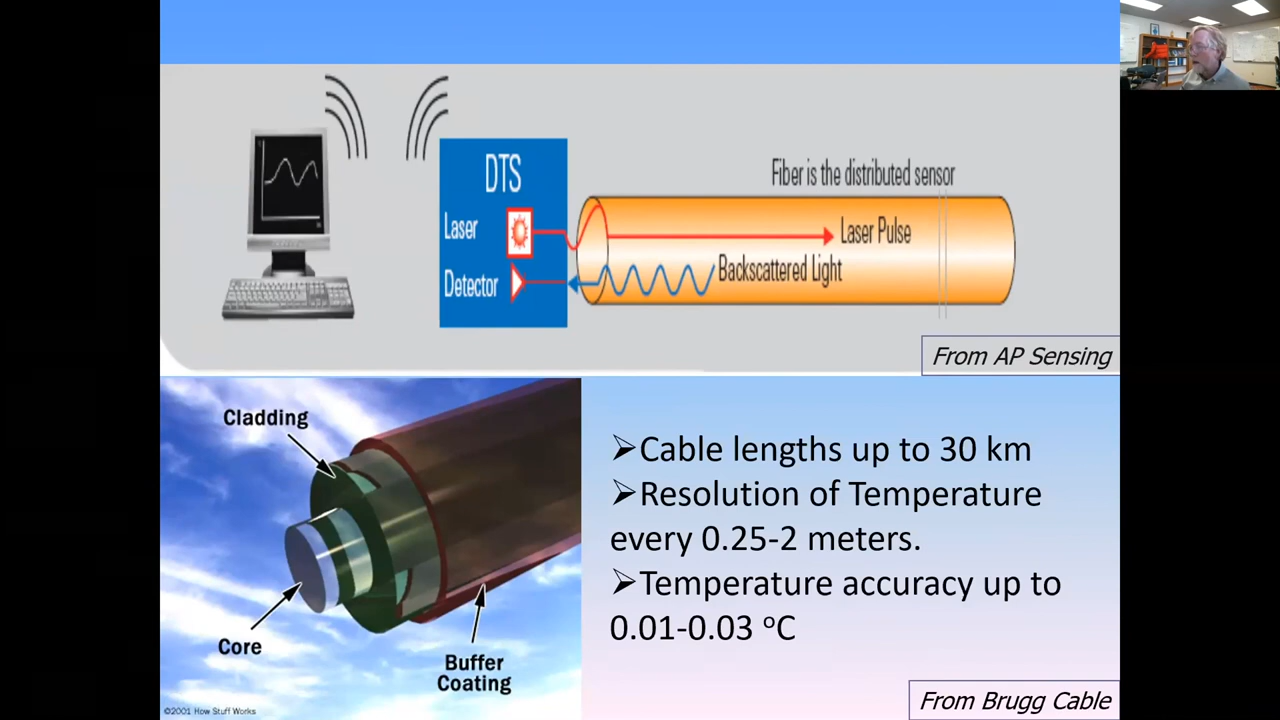 DTS
Laser
Detector
Fiber is the distributed sensor
Laser Pulse
Backscattered Light
From AP Sensing
Cladding
Core
Buffer
Coating
©2001 How Stuff Works
➢Cable lengths up to 30 km
➢Resolution of Temperature
every 0.25-2 meters.
➢Temperature accuracy up to
0.01-0.03 ºC
From Brugg Cable